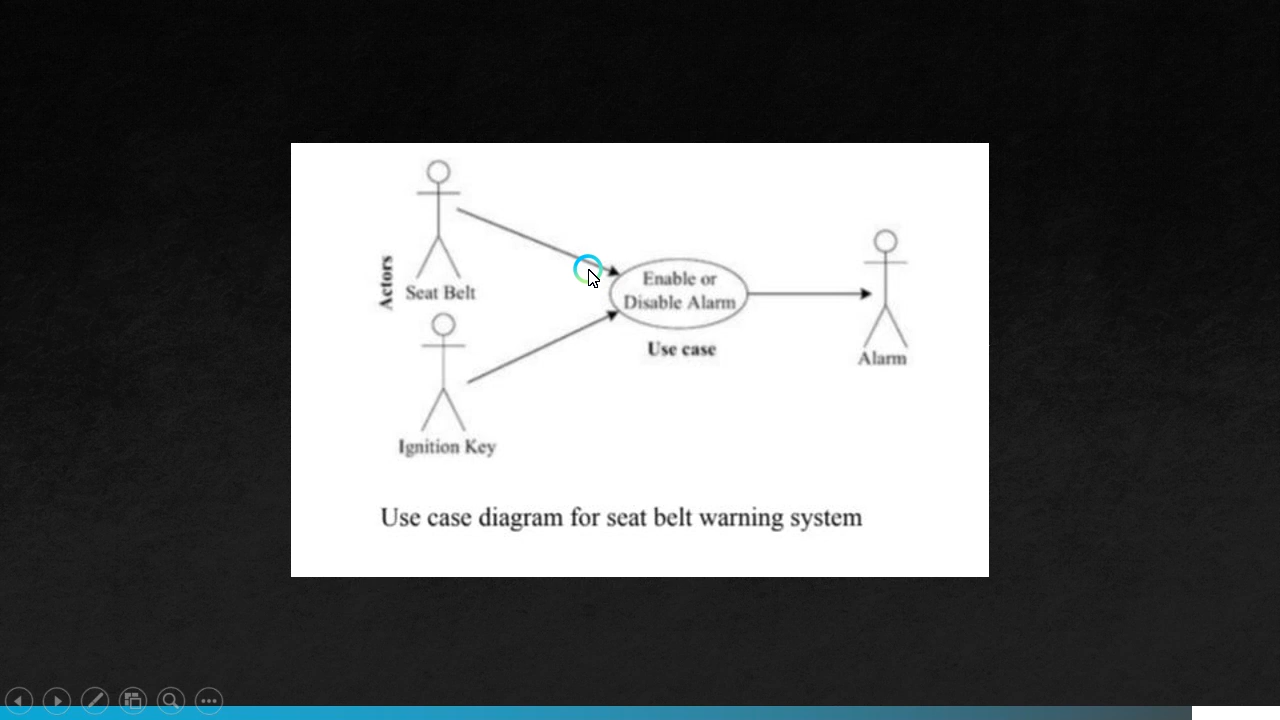 Actors
Seat Belt
Ignition Key
Enable or
Disable Alarm
Use case
Alarm
Use case diagram for seat belt warning system